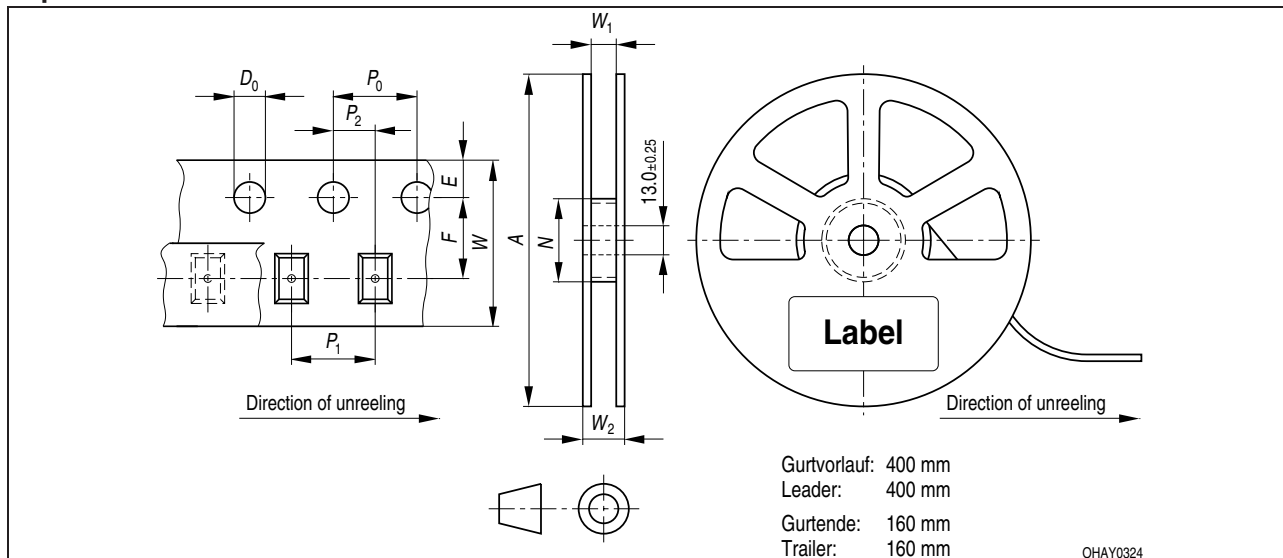 W1
D0
P0
P2
E
F
W
A
N
13.0±0.25
P1
W2
Label
Direction of unreeling
Direction of unreeling
Gurtvorlauf: 400 mm
Leader: 400 mm
Gurtende: 160 mm
Trailer: 160 mm
OHAY0324